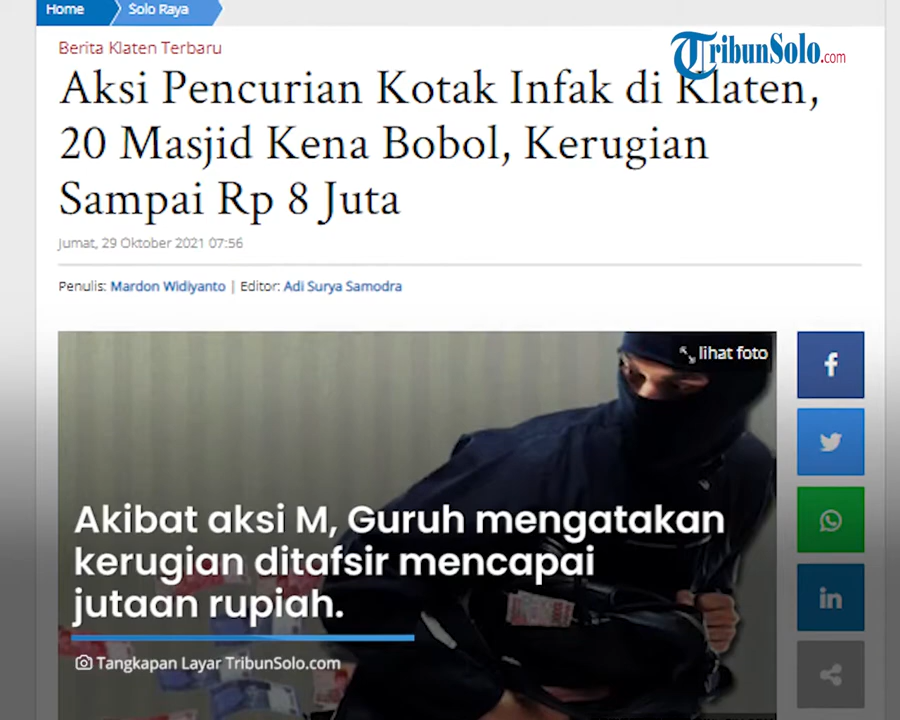 Home
Solo Raya
TribunSolo.com
Berita Klaten Terbaru
Aksi Pencurian Kotak Infak di Klaten,
20 Masjid Kena Bobol, Kerugian
Sampai Rp 8 Juta
Jumat, 29 Oktober 2021 07:56
Penulis: Mardon Widiyanto | Editor: Adi Surya Samodra
lihat foto
Akibat aksi M, Guruh mengatakan
kerugian ditafsir mencapai
jutaan rupiah.
Tangkapan Layar TribunSolo.com